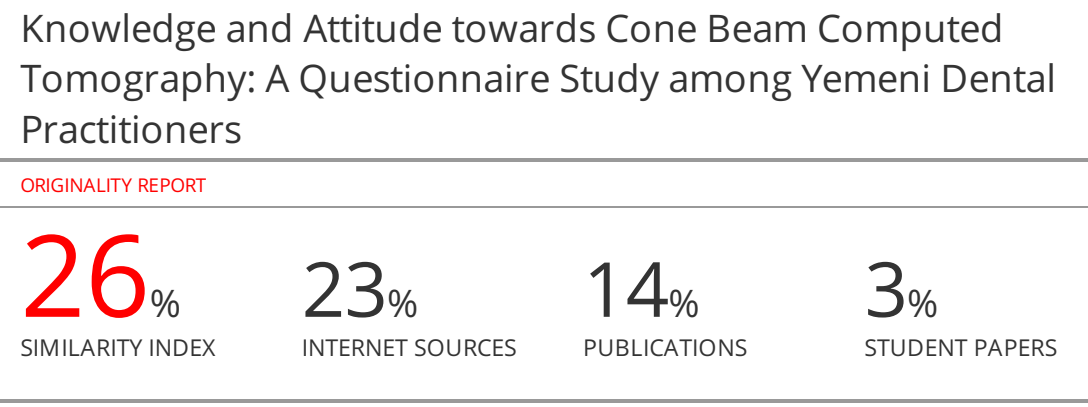 Knowledge and Attitude towards Cone Beam Computed
Tomography: A Questionnaire Study among Yemeni Dental
Practitioners
ORIGINALITY REPORT
26% 23% 14% 3%
SIMILARITY INDEX INTERNET SOURCES PUBLICATIONS STUDENT PAPERS